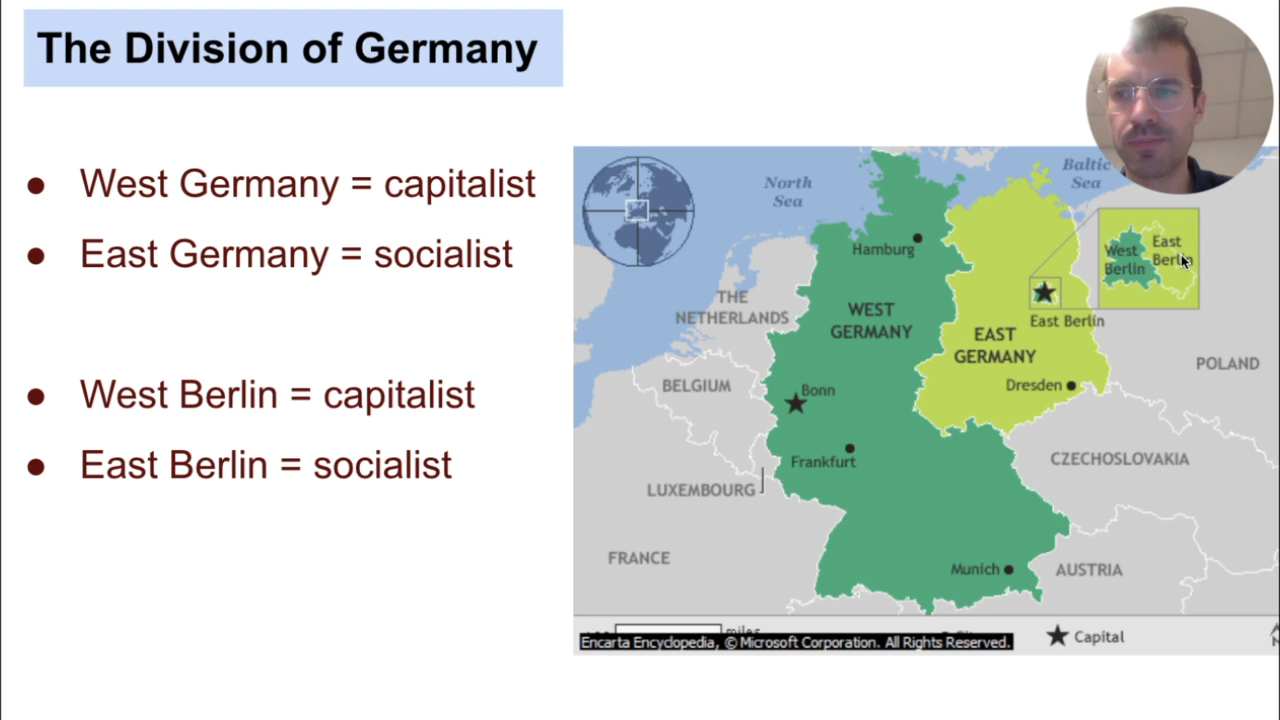 The Division of Germany
● West Germany = capitalist
● East Germany = socialist
● West Berlin = capitalist
● East Berlin = socialist
North
Sea
Baltic
Sea
Hamburg
West
Berlin
East
Berlin
THE
NETHERLANDS
WEST
GERMANY
East Berlin
EAST
GERMANY
POLAND
BELGIUM
Bonn
Dresden
Frankfurt
CZECHOSLOVAKIA
LUXEMBOURG
FRANCE
Munich
AUSTRIA
miles
Encarta Encyclopedia, © Microsoft Corporation. All Rights Reserved.
Capital